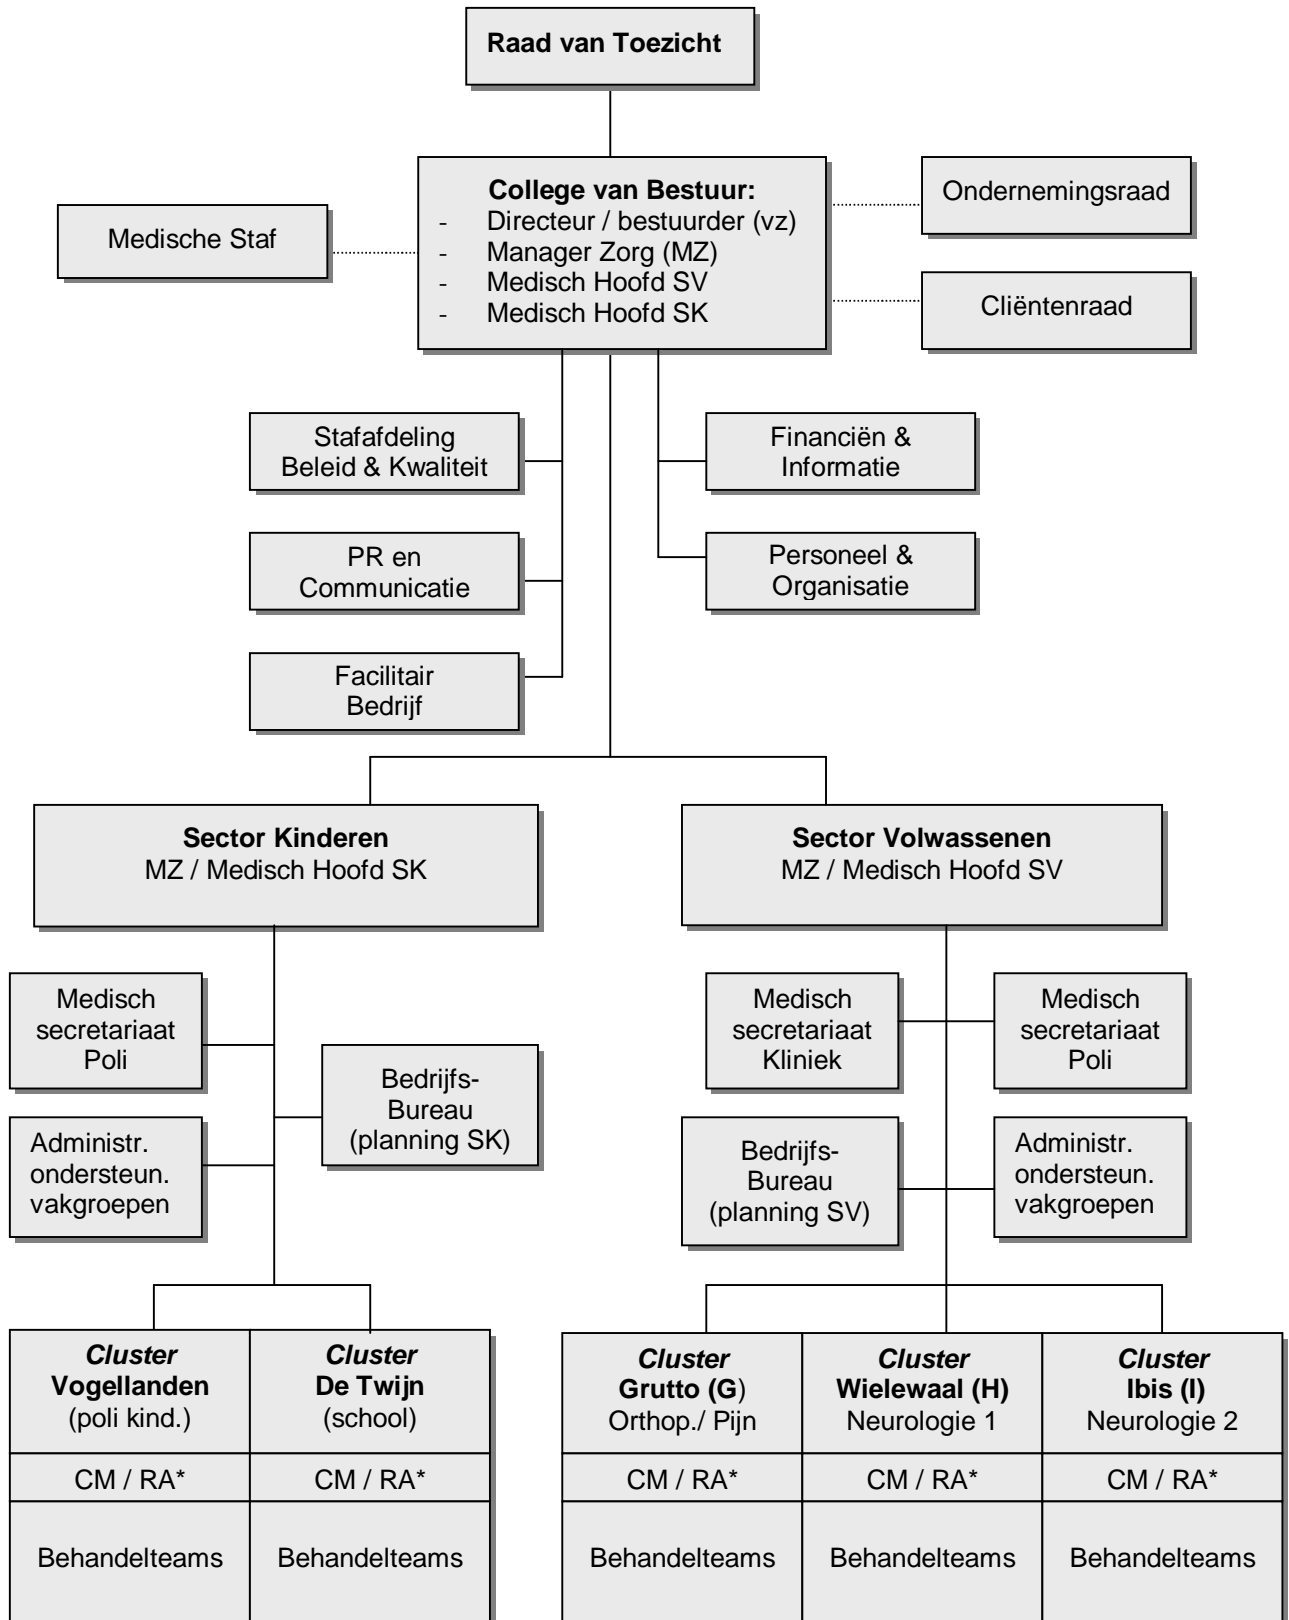 Raad van Toezicht
College van Bestuur:
- Directeur / bestuurder (vz)
- Manager Zorg (MZ)
- Medisch Hoofd SV
- Medisch Hoofd SK
Medische Staf
Ondernemingsraad
Cliëntenraad
Stafafdeling
Beleid & Kwaliteit
Financiën &
Informatie
PR en
Communicatie
Personeel &
Organisatie
Facilitair
Bedrijf
Sector Kinderen
MZ / Medisch Hoofd SK
Sector Volwassenen
MZ / Medisch Hoofd SV
Medisch
secretariaat
Poli
Bedrijfs-
Bureau
(planning SK)
Administr.
ondersteun.
vakgroepen
Medisch
secretariaat
Kliniek
Medisch
secretariaat
Poli
Bedrijfs-
Bureau
(planning SV)
Administr.
ondersteun.
vakgroepen
Cluster
Vogellanden
(poli kind.)
CM / RA*
Behandelteams
Cluster
De Twijn
(school)
CM / RA*
Behandelteams
Cluster
Grutto (G)
Orthop./ Pijn
CM / RA*
Behandelteams
Cluster
Wielewaal (H)
Neurologie 1
CM / RA*
Behandelteams
Cluster
Ibis (I)
Neurologie 2
CM / RA*
Behandelteams